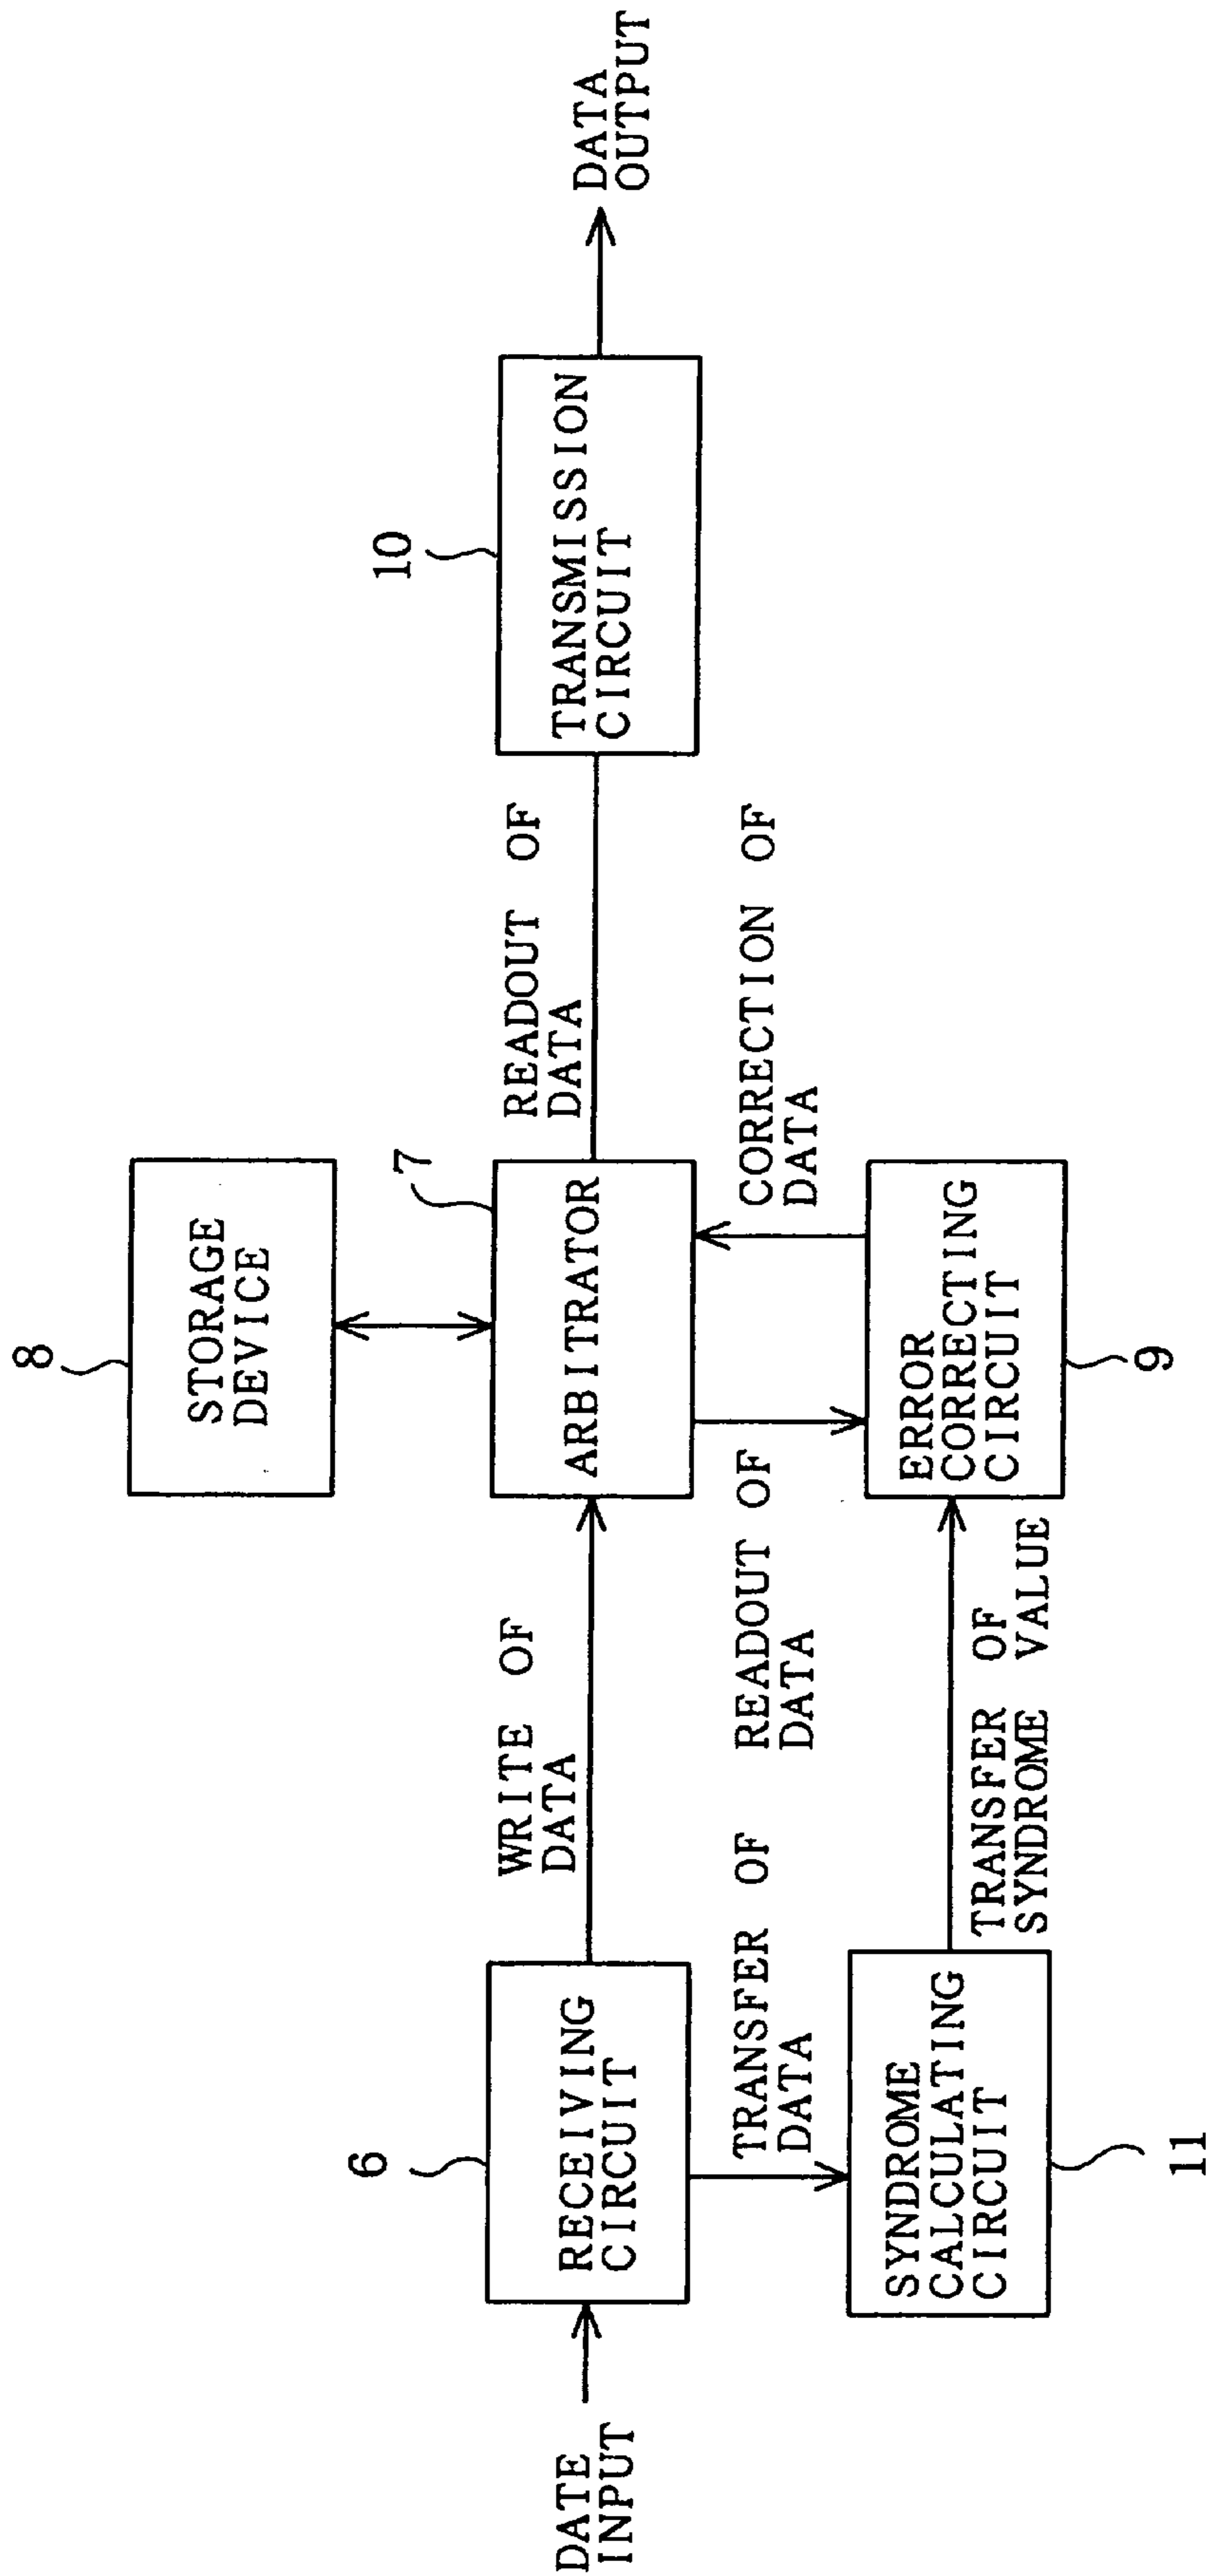 8
STORAGE
DEVICE
6
7
10
DATE
INPUT
RECEIVING
CIRCUIT
WRITE OF
DATA
ARBITRATOR
READOUT OF
DATA
TRANSMISSION
CIRCUIT
DATA
OUTPUT
TRANSFER OF
DATA
READOUT OF
DATA
CORRECTION OF
DATA
SYNDROME
CALCULATING
CIRCUIT
TRANSFER OF
SYNDROME VALUE
ERROR
CORRECTING
CIRCUIT
11
9